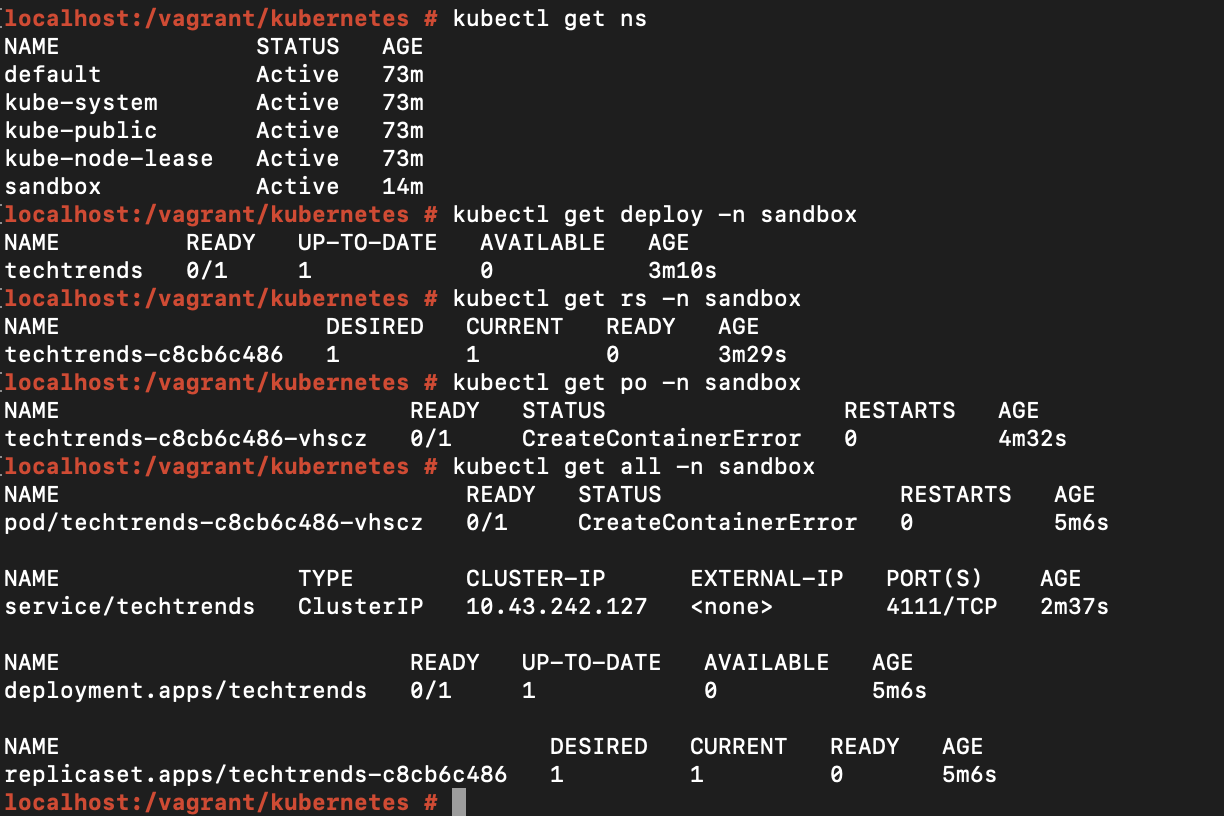 localhost:/vagrant/kubernetes # kubectl get ns
NAME              STATUS   AGE
default           Active   73m
kube-system       Active   73m
kube-public       Active   73m
kube-node-lease   Active   73m
sandbox           Active   14m
localhost:/vagrant/kubernetes # kubectl get deploy -n sandbox
NAME         READY   UP-TO-DATE   AVAILABLE   AGE
techtrends   0/1     1            0           3m10s
localhost:/vagrant/kubernetes # kubectl get rs -n sandbox
NAME                   DESIRED   CURRENT   READY   AGE
techtrends-c8cb6c486   1         1         0       3m29s
localhost:/vagrant/kubernetes # kubectl get po -n sandbox
NAME                         READY   STATUS                 RESTARTS   AGE
techtrends-c8cb6c486-vhscz   0/1     CreateContainerError   0          4m32s
localhost:/vagrant/kubernetes # kubectl get all -n sandbox
NAME                             READY   STATUS                 RESTARTS   AGE
pod/techtrends-c8cb6c486-vhscz   0/1     CreateContainerError   0          5m6s
NAME                 TYPE        CLUSTER-IP      EXTERNAL-IP   PORT(S)    AGE
service/techtrends   ClusterIP   10.43.242.127   <none>        4111/TCP   2m37s
NAME                         READY   UP-TO-DATE   AVAILABLE   AGE
deployment.apps/techtrends   0/1     1            0           5m6s
NAME                                   DESIRED   CURRENT   READY   AGE
replicaset.apps/techtrends-c8cb6c486   1         1         0       5m6s
localhost:/vagrant/kubernetes #